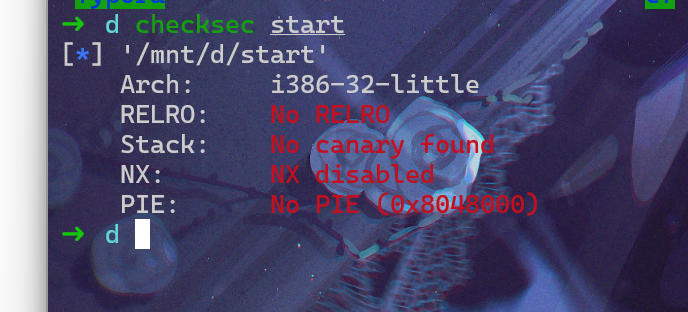 ➜ d checksec start
[*] '/mnt/d/start'
Arch: i386-32-little
RELRO: No RELRO
Stack: No canary found
NX: NX disabled
PIE: No PIE (0x8048000)
➜ d